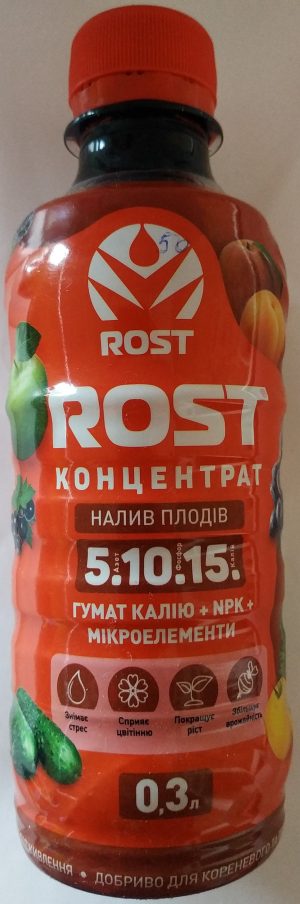 50
ROST
ROST
КОНЦЕНТРАТ
НАЛИВ ПЛОДІВ
5.10.15.
Азот Фосфор Калій
ГУМАТ КАЛІЮ + NPK +
МІКРОЕЛЕМЕНТИ
Знімає стрес
Сприяє цвітінню
Покращує ріст
Збільшує врожайність
0,3л
• ДОБРИВО ДЛЯ КОРЕНЕВОГО